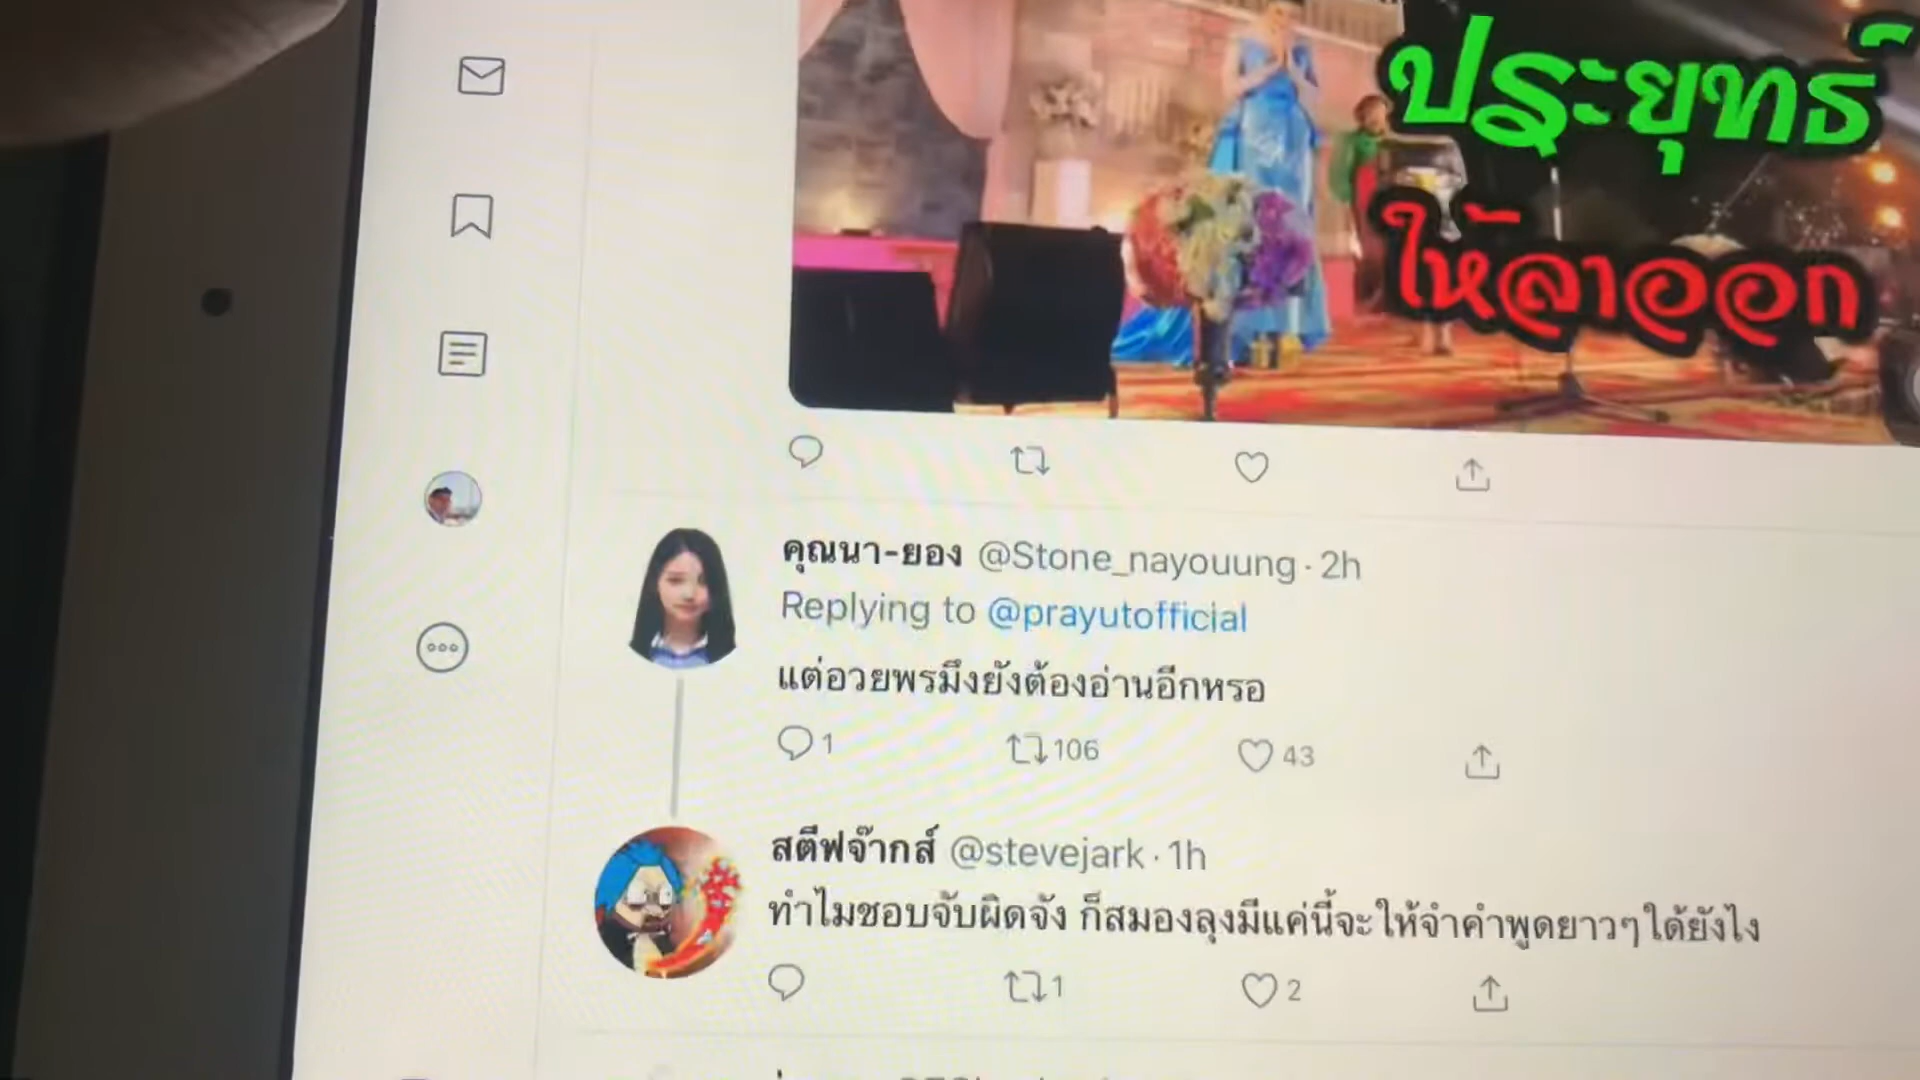 ประยุทธ์
ให้ลาออก
คุณนา-ยอง @Stone_nayouung · 2h
Replying to @prayutofficial
แต่อวยพรมึงยังต้องอ่านอีกหรอ
1 106 43
สตีฟจ๊ากส์ @stevejark · 1h
ทำไมชอบจับผิดจัง ก็สมองลุงมีแค่นี้จะให้จำคำพูดยาวๆได้ยังไง
1 2